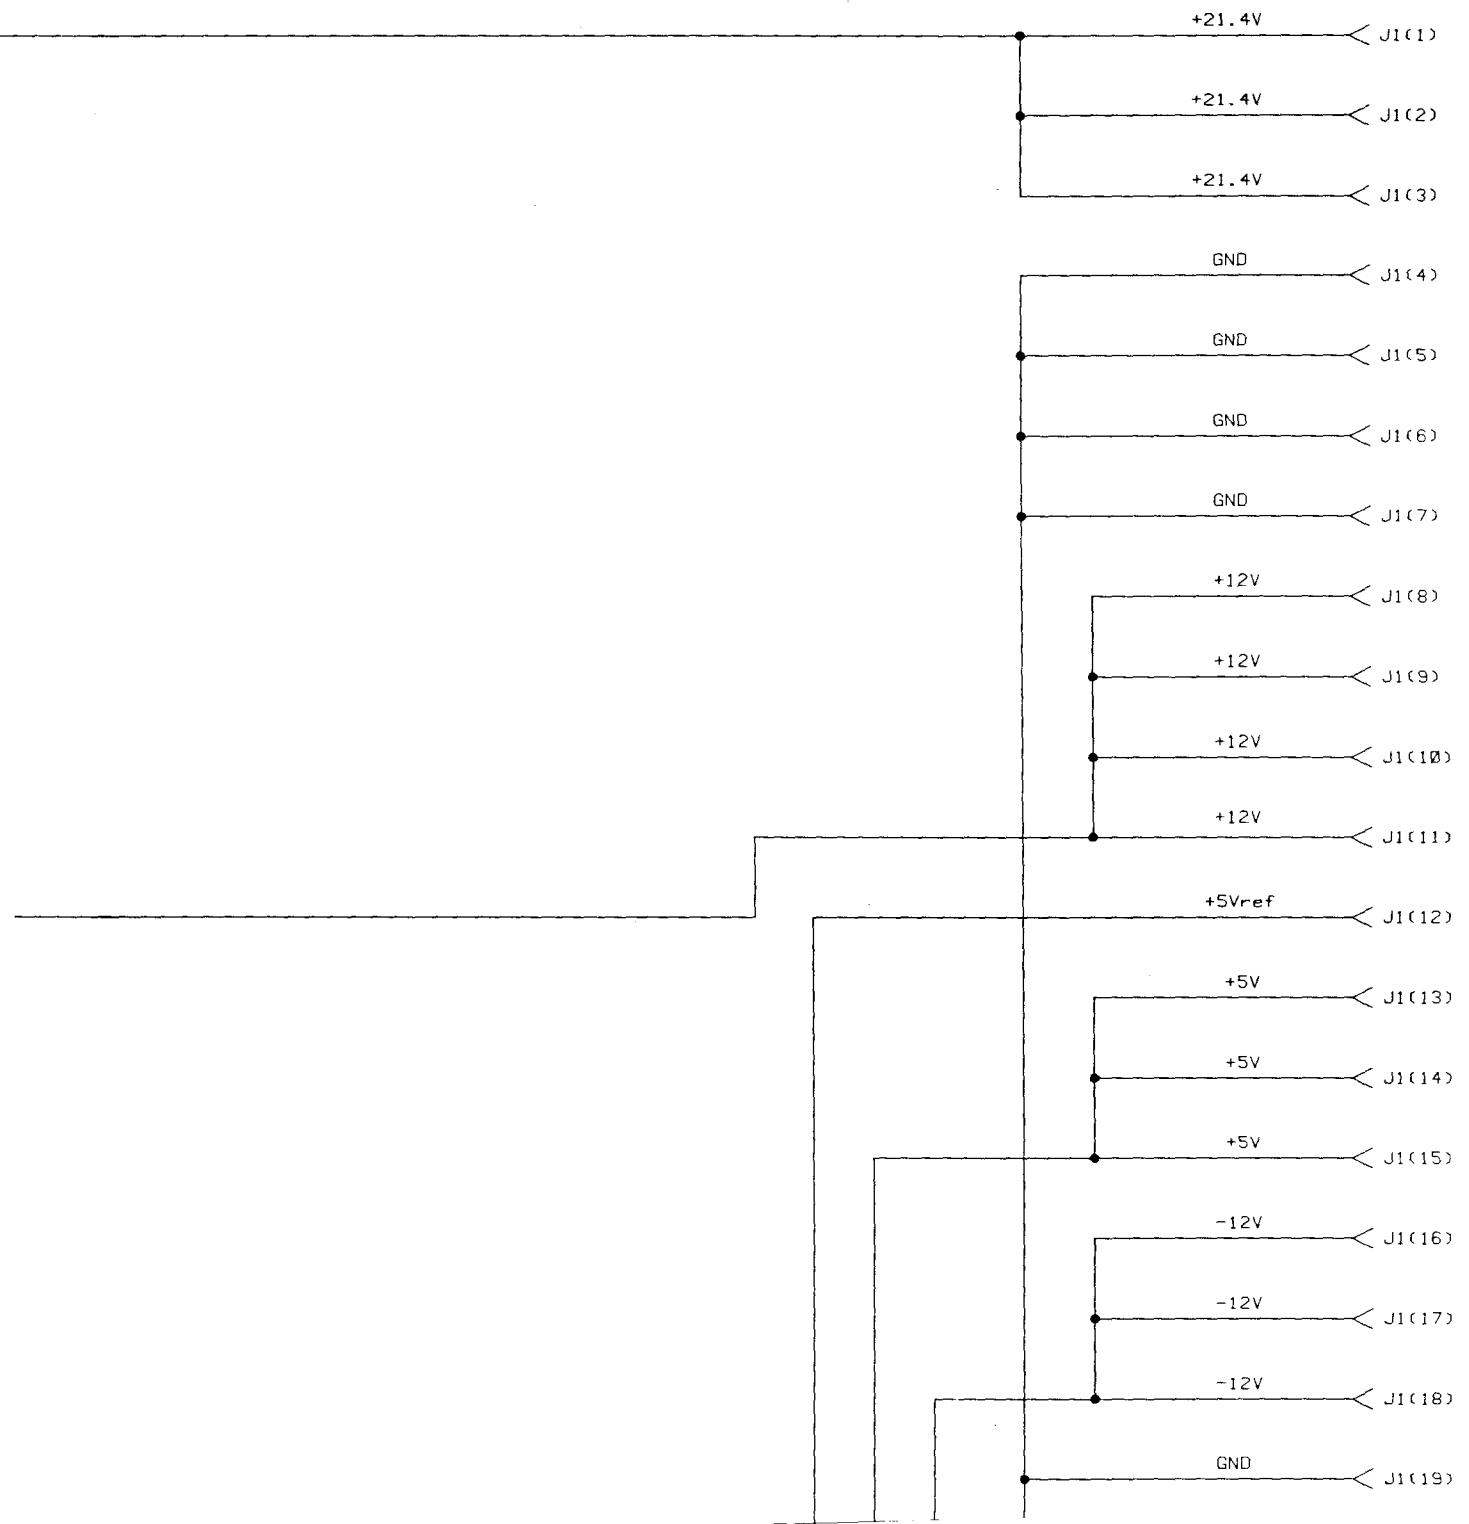 +21.4V J1(1)
+21.4V J1(2)
+21.4V J1(3)
GND J1(4)
GND J1(5)
GND J1(6)
GND J1(7)
+12V J1(8)
+12V J1(9)
+12V J1(10)
+12V J1(11)
+5Vref J1(12)
+5V J1(13)
+5V J1(14)
+5V J1(15)
-12V J1(16)
-12V J1(17)
-12V J1(18)
GND J1(19)